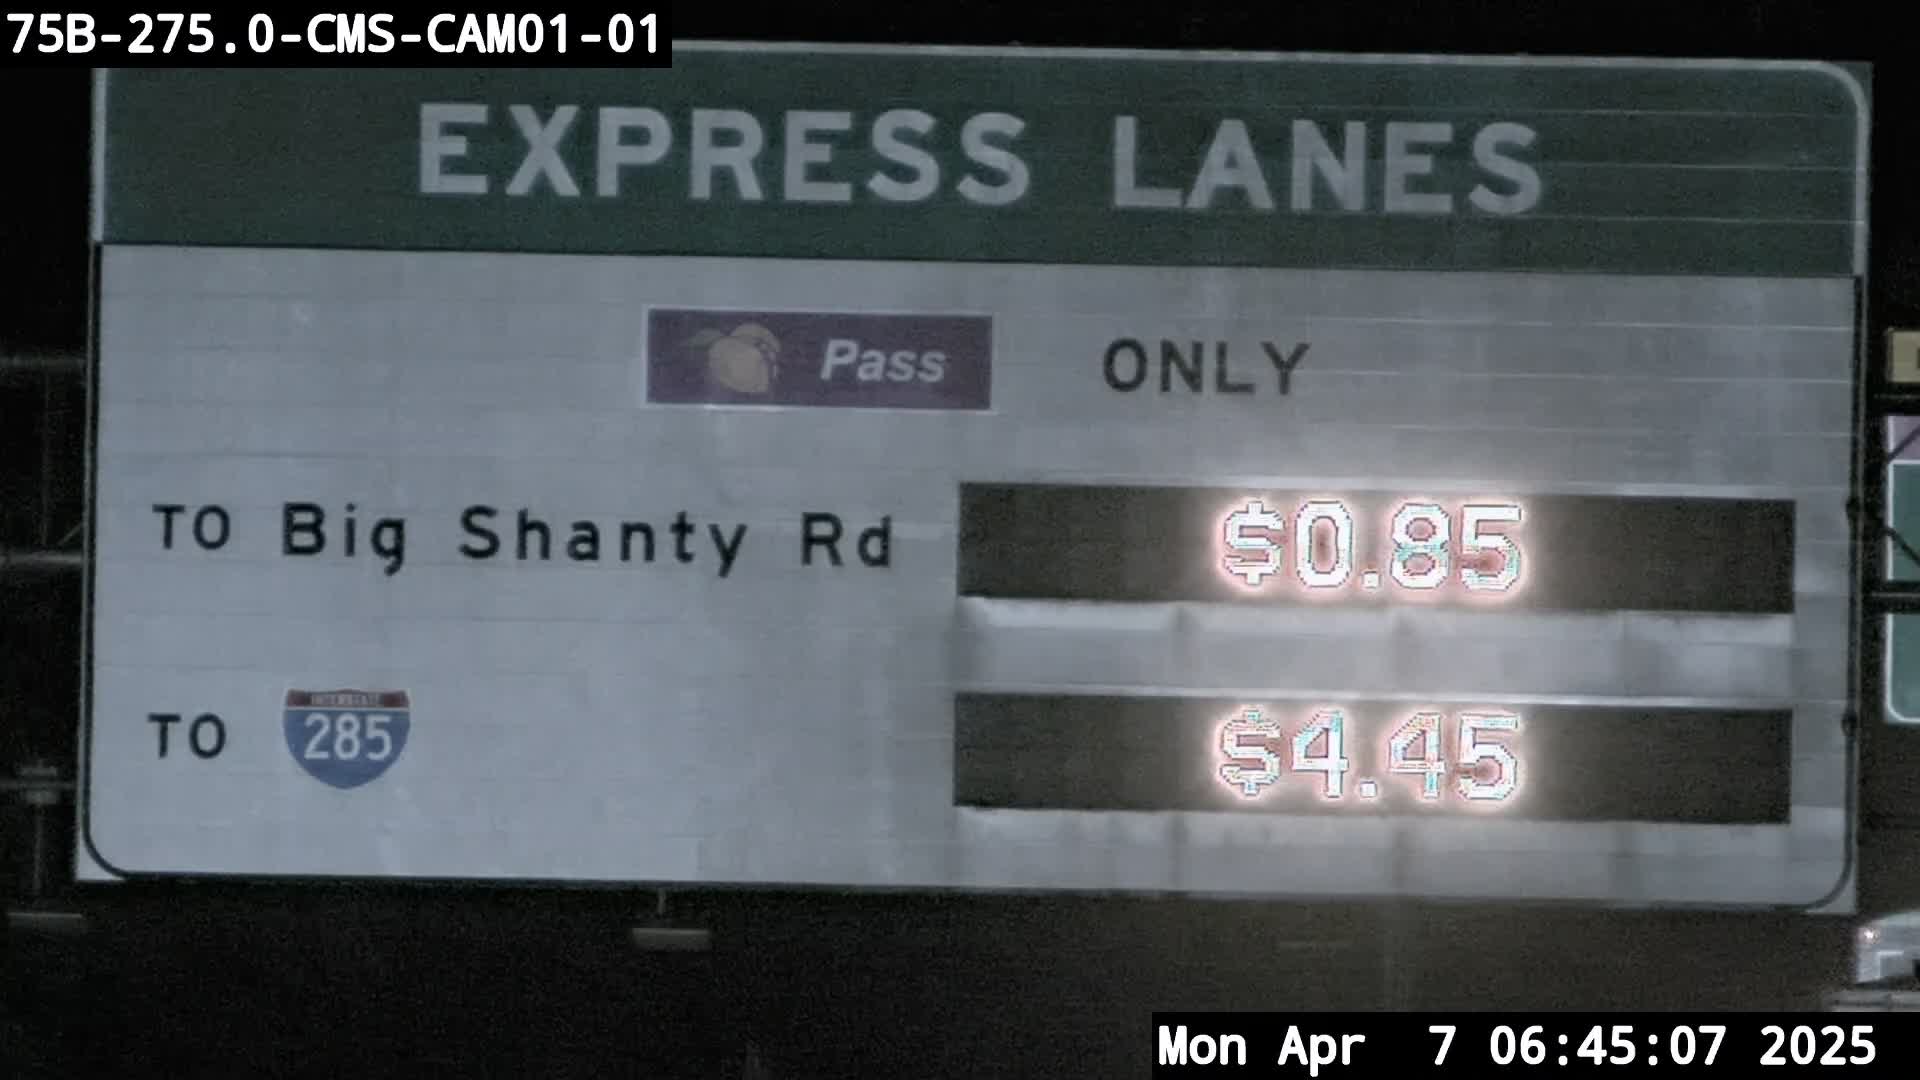 75B-275.0-CMS-CAM01-01
EXPRESS LANES
Pass ONLY
TO Big Shanty Rd $0.85
TO INTERSTATE 285 $4.45
Mon Apr 7 06:45:07 2025